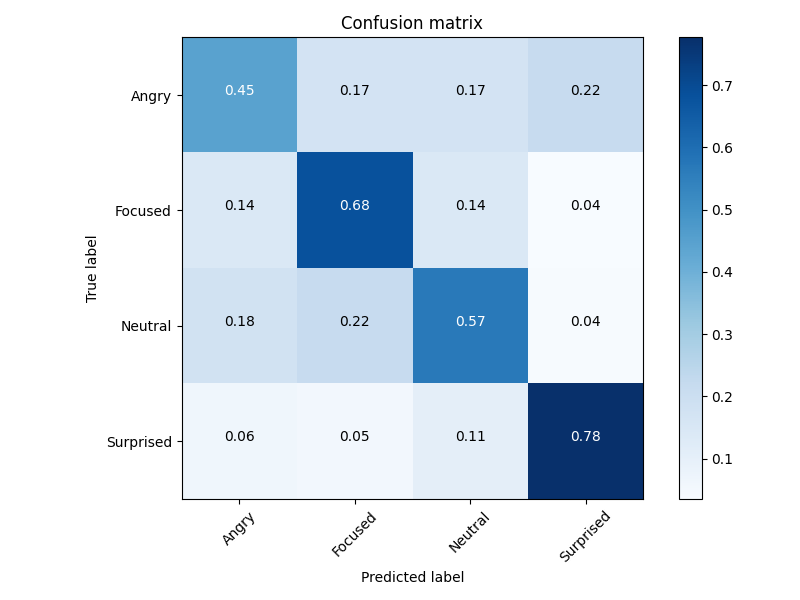 Confusion matrix
Angry 0.45 0.17 0.17 0.22
Focused 0.14 0.68 0.14 0.04
Neutral 0.18 0.22 0.57 0.04
Surprised 0.06 0.05 0.11 0.78
True label
Angry Focused Neutral Surprised
Predicted label
0.7
0.6
0.5
0.4
0.3
0.2
0.1